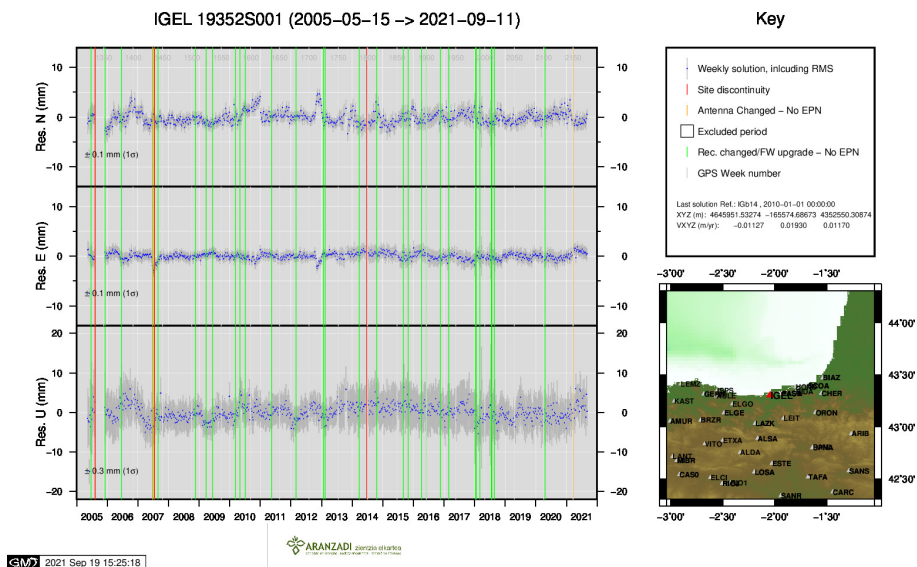 IGEL 19352S001 (2005−05−15 −> 2021−09−11)
Key
Res. N (mm)
10
0
−10
10
0
−10
± 0.1 mm (1σ)
Res. E (mm)
10
0
−10
10
0
−10
± 0.1 mm (1σ)
Res. U (mm)
20
10
0
−10
−20
20
10
0
−10
−20
± 0.3 mm (1σ)
2005 2006 2007 2008 2009 2010 2011 2012 2013 2014 2015 2016 2017 2018 2019 2020 2021
Weekly solution, inlcuding RMS
Site discontinuity
Antenna Changed − No EPN
Excluded period
Rec. changed/FW upgrade − No EPN
GPS Week number
Last solution Ref.: IGb14 , 2010−01−01 00:00:00
XYZ (m): 4645951.53274 −165574.68673 4352550.30874
VXYZ (m/yr): −0.01127 0.01930 0.01170
−3˚00' −2˚30' −2˚00' −1˚30'
44˚00'
43˚30'
43˚00'
42˚30'
−3˚00' −2˚30' −2˚00' −1˚30'
BIAZ
LEMZ
CHER
KAST
ELGO
IGEL
ELGE
ORON
AMUR
BRZR
LEIT
LAZK
ARIB
VITO
ETXA
ALSA
ALDA
LANT
ESTE
CAS0
ELCI
LOSA
TAFA
SANS
SANR
CARC
ARANZADI zientzia elkartea
GMT 2021 Sep 19 15:25:18